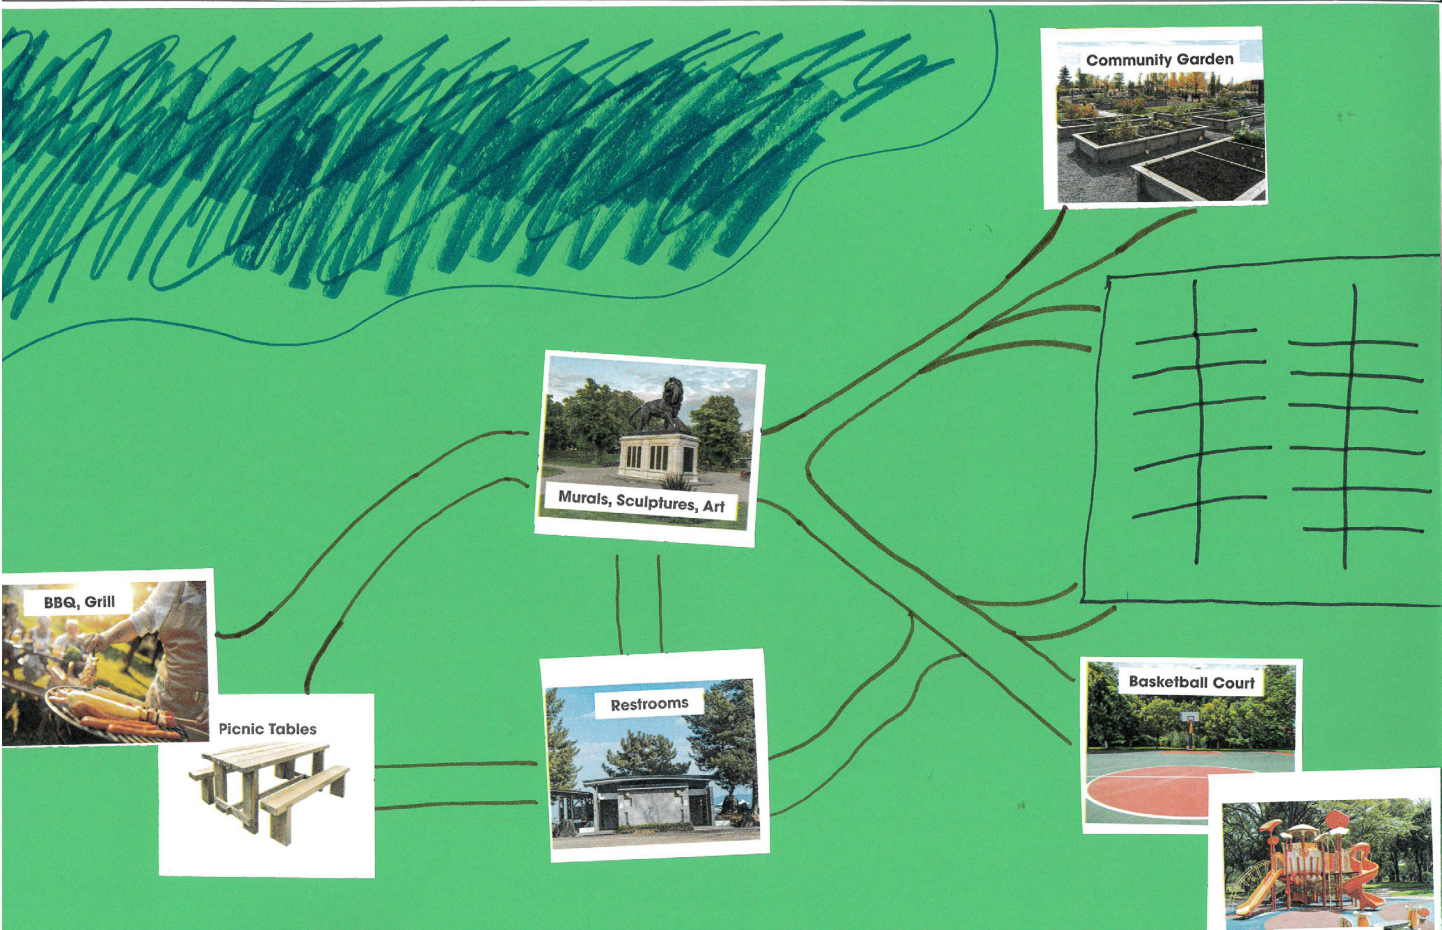 Community Garden
Murals, Sculptures, Art
BBQ, Grill
Restrooms
Basketball Court
Picnic Tables